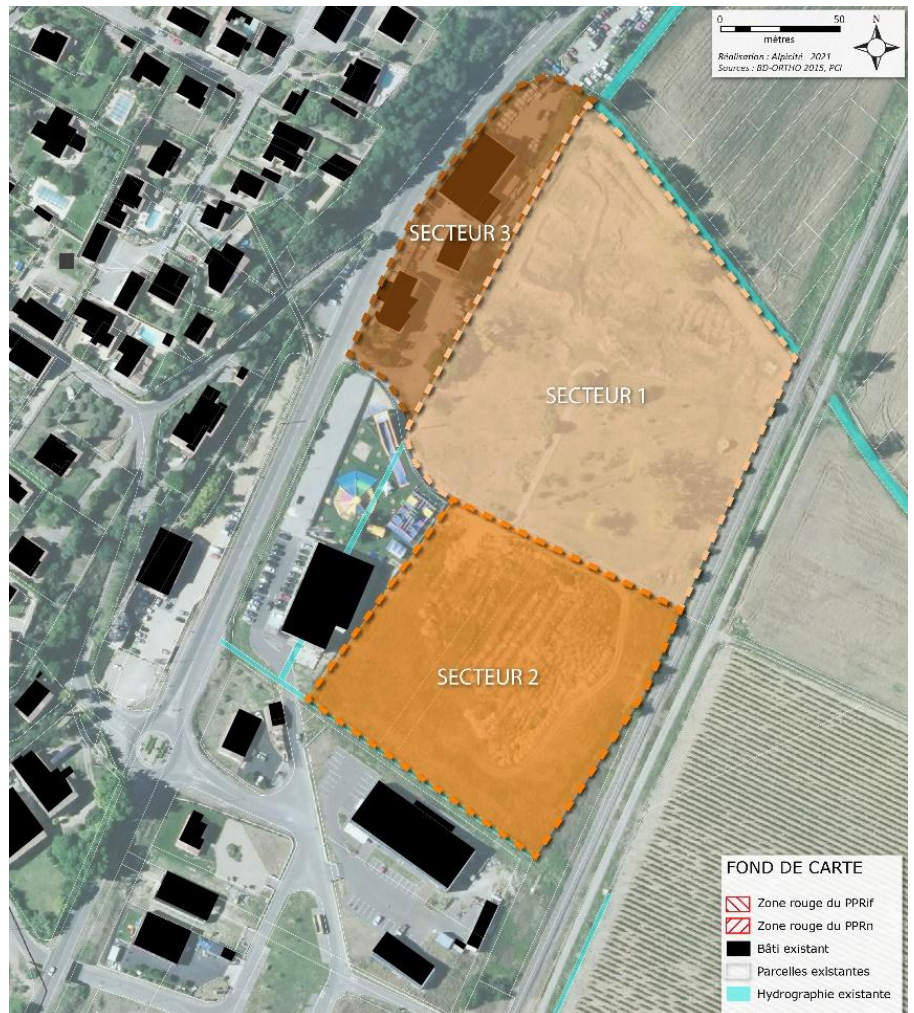 0 50
mètres
N
Réalisation : Alpicité 2021
Sources : BD-ORTHO 2015, PCI
SECTEUR 3
SECTEUR 1
SECTEUR 2
FOND DE CARTE
Zone rouge du PPRif
Zone rouge du PPRn
Bâti existant
Parcelles existantes
Hydrographie existante